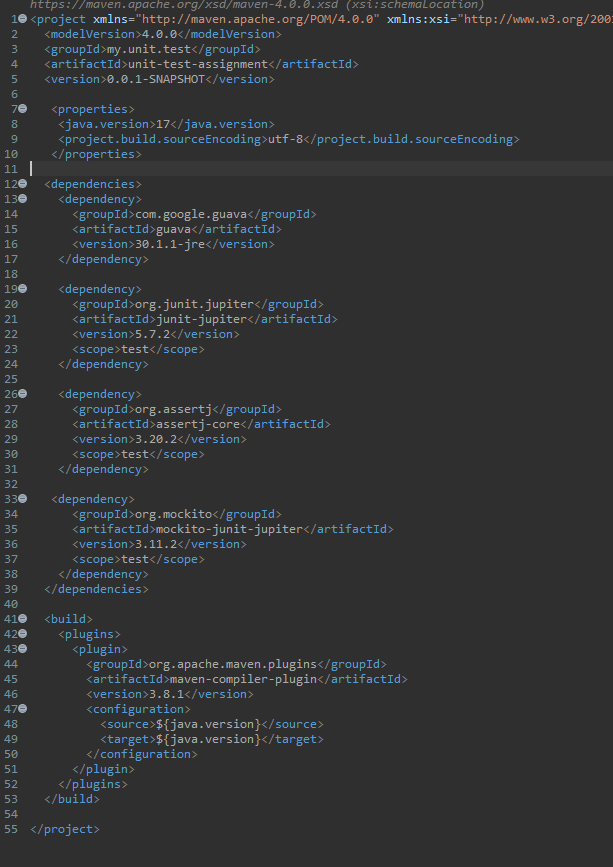 https://maven.apache.org/xsd/maven-4.0.0.xsd (xsi:schemaLocation)
1 <project xmlns="http://maven.apache.org/POM/4.0.0" xmlns:xsi="http://www.w3.org/200
2 <modelVersion>4.0.0</modelVersion>
3 <groupId>my.unit.test</groupId>
4 <artifactId>unit-test-assignment</artifactId>
5 <version>0.0.1-SNAPSHOT</version>
6
7 <properties>
8 <java.version>17</java.version>
9 <project.build.sourceEncoding>utf-8</project.build.sourceEncoding>
10 </properties>
11
12 <dependencies>
13 <dependency>
14 <groupId>com.google.guava</groupId>
15 <artifactId>guava</artifactId>
16 <version>30.1.1-jre</version>
17 </dependency>
18
19 <dependency>
20 <groupId>org.junit.jupiter</groupId>
21 <artifactId>junit-jupiter</artifactId>
22 <version>5.7.2</version>
23 <scope>test</scope>
24 </dependency>
25
26 <dependency>
27 <groupId>org.assertj</groupId>
28 <artifactId>assertj-core</artifactId>
29 <version>3.20.2</version>
30 <scope>test</scope>
31 </dependency>
32
33 <dependency>
34 <groupId>org.mockito</groupId>
35 <artifactId>mockito-junit-jupiter</artifactId>
36 <version>3.11.2</version>
37 <scope>test</scope>
38 </dependency>
39 </dependencies>
40
41 <build>
42 <plugins>
43 <plugin>
44 <groupId>org.apache.maven.plugins</groupId>
45 <artifactId>maven-compiler-plugin</artifactId>
46 <version>3.8.1</version>
47 <configuration>
48 <source>${java.version}</source>
49 <target>${java.version}</target>
50 </configuration>
51 </plugin>
52 </plugins>
53 </build>
54
55 </project>